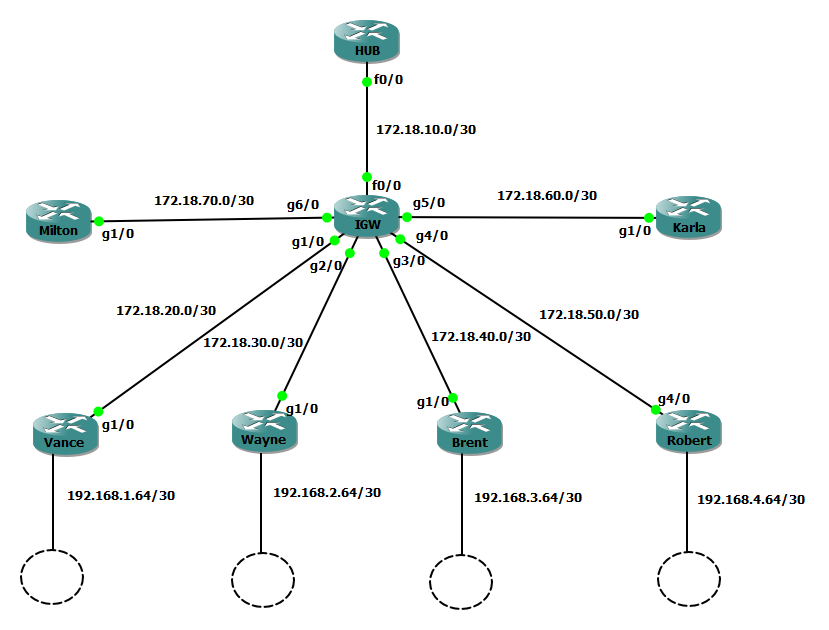 HUB
f0/0
172.18.10.0/30
f0/0
172.18.70.0/30
172.18.60.0/30
g6/0
g5/0
Milton
g1/0
IGW
g1/0
Karla
g1/0
g4/0
g2/0
g3/0
172.18.20.0/30
172.18.30.0/30
172.18.40.0/30
172.18.50.0/30
g1/0
g1/0
g1/0
g4/0
Vance
Wayne
Brent
Robert
192.168.1.64/30
192.168.2.64/30
192.168.3.64/30
192.168.4.64/30